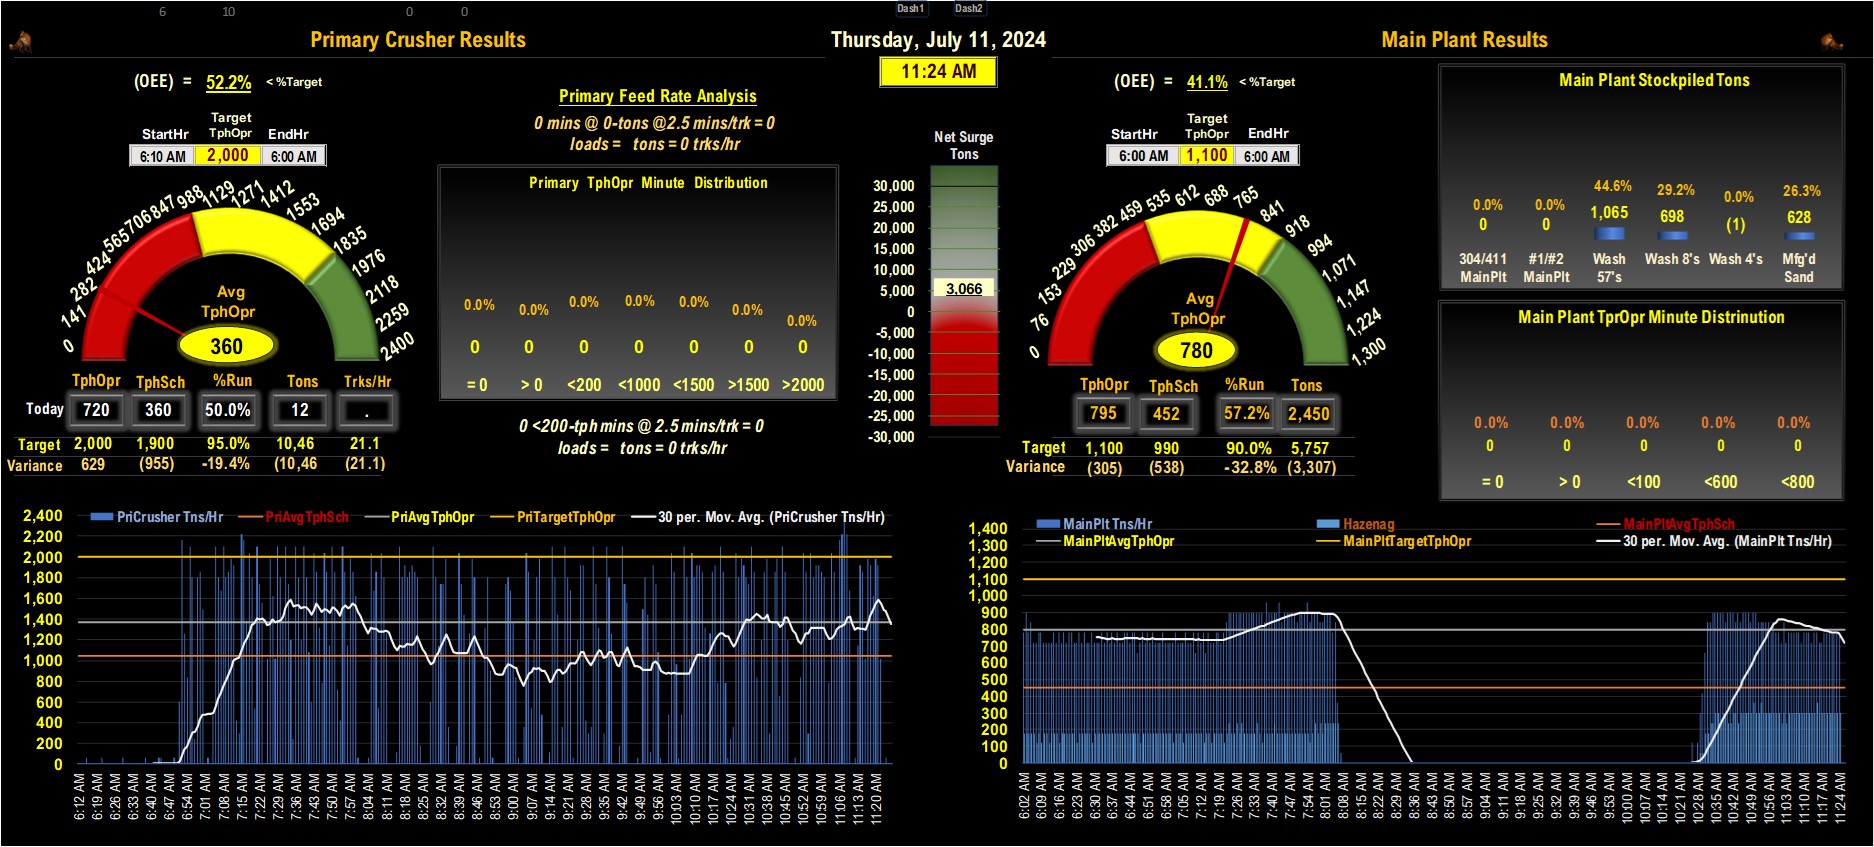 6 10 0 0 Dash1 Dash2
Primary Crusher Results
Thursday, July 11, 2024
Main Plant Results
11:24 AM
(OEE) = 52.2% < %Target
Target
StartHr TphOpr EndHr
6:10 AM 2,000 6:00 AM
0 141 282 424 565 706 847 988 1129 1271 1412 1553 1694 1835 1976 2118 2259 2400
Avg
TphOpr
360
TphOpr TphSch %Run Tons Trks/Hr
Today 720 360 50.0% 12 .
Target 2,000 1,900 95.0% 10,46 21.1
Variance 629 (955) -19.4% (10,46 (21.1)
Primary Feed Rate Analysis
0 mins @ 0-tons @2.5 mins/trk = 0
loads = tons = 0 trks/hr
Primary TphOpr Minute Distribution
0.0% 0.0% 0.0% 0.0% 0.0% 0.0% 0.0%
0 0 0 0 0 0 0
= 0 > 0 <200 <1000 <1500 >1500 >2000
0 <200-tph mins @ 2.5 mins/trk = 0
loads = tons = 0 trks/hr
Net Surge
Tons
30,000
25,000
20,000
15,000
10,000
5,000
3,066
0
-5,000
-10,000
-15,000
-20,000
-25,000
-30,000
(OEE) = 41.1% < %Target
Target
StartHr TphOpr EndHr
6:00 AM 1,100 6:00 AM
0 76 153 229 306 382 459 535 612 688 765 841 918 994 1,071 1,147 1,224 1,300
Avg
TphOpr
780
TphOpr TphSch %Run Tons
795 452 57.2% 2,450
Target 1,100 990 90.0% 5,757
Variance (305) (538) -32.8% (3,307)
Main Plant Stockpiled Tons
0.0% 0.0% 44.6% 29.2% 0.0% 26.3%
0 0 1,065 698 (1) 628
304/411 #1/#2 Wash Wash 8's Wash 4's Mfg'd
MainPlt MainPlt 57's Sand
Main Plant TprOpr Minute Distrinution
0.0% 0.0% 0.0% 0.0% 0.0%
0 0 0 0 0
= 0 > 0 <100 <600 <800
PriCrusher Tns/Hr PriAvgTphSch PriAvgTphOpr PriTargetTphOpr 30 per. Mov. Avg. (PriCrusher Tns/Hr)
2,400
2,200
2,000
1,800
1,600
1,400
1,200
1,000
800
600
400
200
0
6:12 AM 6:19 AM 6:26 AM 6:33 AM 6:40 AM 6:47 AM 6:54 AM 7:01 AM 7:08 AM 7:15 AM 7:22 AM 7:29 AM 7:36 AM 7:43 AM 7:50 AM 7:57 AM 8:04 AM 8:11 AM 8:18 AM 8:25 AM 8:32 AM 8:39 AM 8:46 AM 8:53 AM 9:00 AM 9:07 AM 9:14 AM 9:21 AM 9:28 AM 9:35 AM 9:42 AM 9:49 AM 9:56 AM 10:03 AM 10:10 AM 10:17 AM 10:24 AM 10:31 AM 10:38 AM 10:45 AM 10:52 AM 10:59 AM 11:06 AM 11:13 AM 11:20 AM
MainPlt Tns/Hr Hazenag MainPltAvgTphSch
MainPltAvgTphOpr MainPltTargetTphOpr 30 per. Mov. Avg. (MainPlt Tns/Hr)
1,400
1,300
1,200
1,100
1,000
900
800
700
600
500
400
300
200
100
0
6:02 AM 6:09 AM 6:16 AM 6:23 AM 6:30 AM 6:37 AM 6:44 AM 6:51 AM 6:58 AM 7:05 AM 7:12 AM 7:19 AM 7:26 AM 7:33 AM 7:40 AM 7:47 AM 7:54 AM 8:01 AM 8:08 AM 8:15 AM 8:22 AM 8:29 AM 8:36 AM 8:43 AM 8:50 AM 8:57 AM 9:04 AM 9:11 AM 9:18 AM 9:25 AM 9:32 AM 9:39 AM 9:46 AM 9:53 AM 10:00 AM 10:07 AM 10:14 AM 10:21 AM 10:28 AM 10:35 AM 10:42 AM 10:49 AM 10:56 AM 11:03 AM 11:10 AM 11:17 AM 11:24 AM